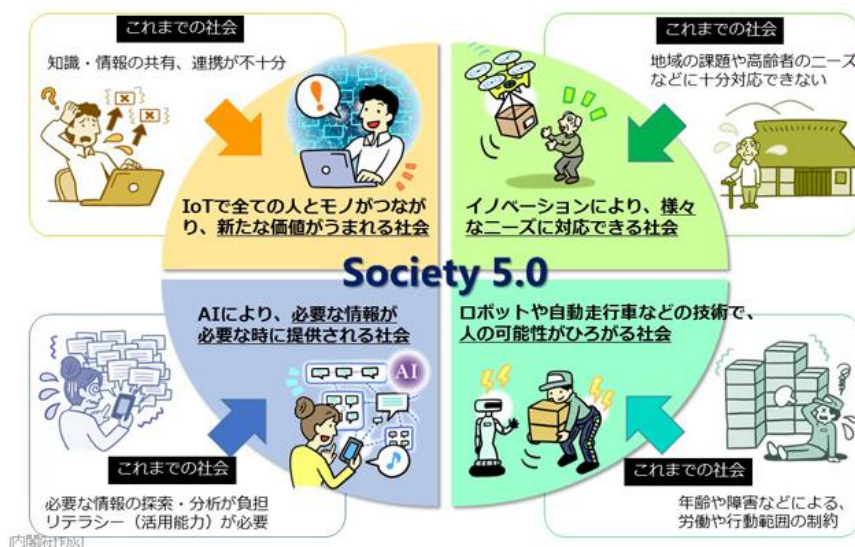 これまでの社会
知識・情報の共有、連携が不十分
これまでの社会
地域の課題や高齢者のニーズ
などに十分対応できない
IoTで全ての人とモノがつなが
り、新たな価値がうまれる社会
イノベーションにより、様々
なニーズに対応できる社会
Society 5.0
AIにより、必要な情報が
必要な時に提供される社会
AI
ロボットや自動走行車などの技術で、
人の可能性がひろがる社会
これまでの社会
必要な情報の探索・分析が負担
リテラシー（活用能力）が必要
これまでの社会
年齢や障害などによる、
労働や行動範囲の制約
[内閣府作成]